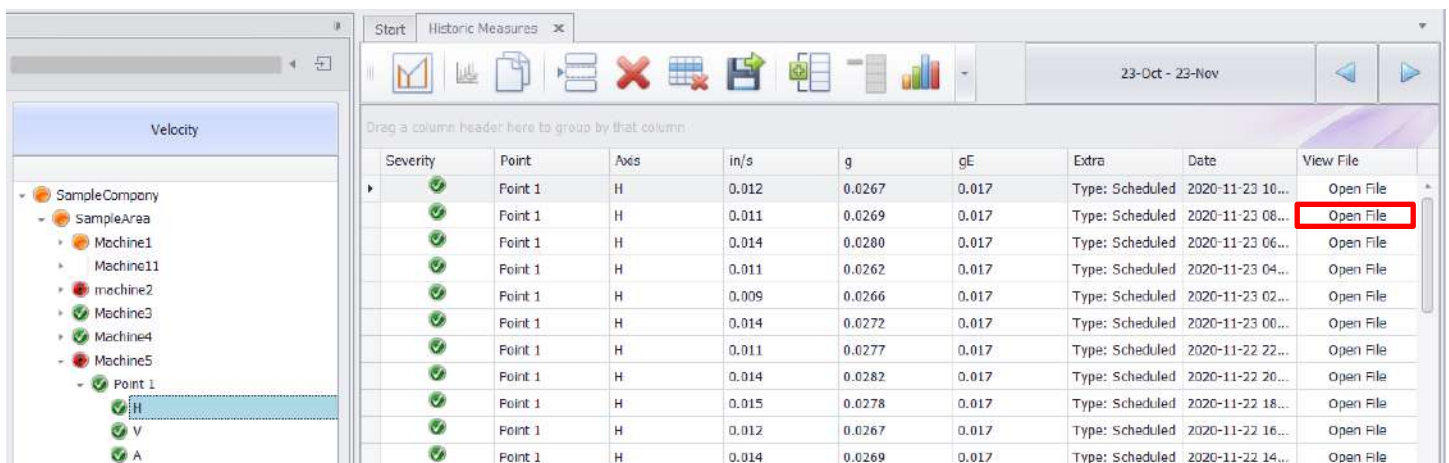 Start Historic Measures
23-Oct - 23-Nov
Velocity
Drag a column header here to group by that column
Severity Point Axis in/s g gE Extra Date View File
SampleCompany
SampleArea
Machine1
Machine11
machine2
Machine3
Machine4
Machine5
Point 1
H
V
A
Point 1 H 0.012 0.0267 0.017 Type: Scheduled 2020-11-23 10... Open File
Point 1 H 0.011 0.0269 0.017 Type: Scheduled 2020-11-23 08... Open File
Point 1 H 0.014 0.0280 0.017 Type: Scheduled 2020-11-23 06... Open File
Point 1 H 0.011 0.0262 0.017 Type: Scheduled 2020-11-23 04... Open File
Point 1 H 0.009 0.0266 0.017 Type: Scheduled 2020-11-23 02... Open File
Point 1 H 0.014 0.0272 0.017 Type: Scheduled 2020-11-23 00... Open File
Point 1 H 0.011 0.0277 0.017 Type: Scheduled 2020-11-22 22... Open File
Point 1 H 0.014 0.0282 0.017 Type: Scheduled 2020-11-22 20... Open File
Point 1 H 0.015 0.0278 0.017 Type: Scheduled 2020-11-22 18... Open File
Point 1 H 0.012 0.0267 0.017 Type: Scheduled 2020-11-22 16... Open File
Point 1 H 0.014 0.0269 0.017 Type: Scheduled 2020-11-22 14... Open File